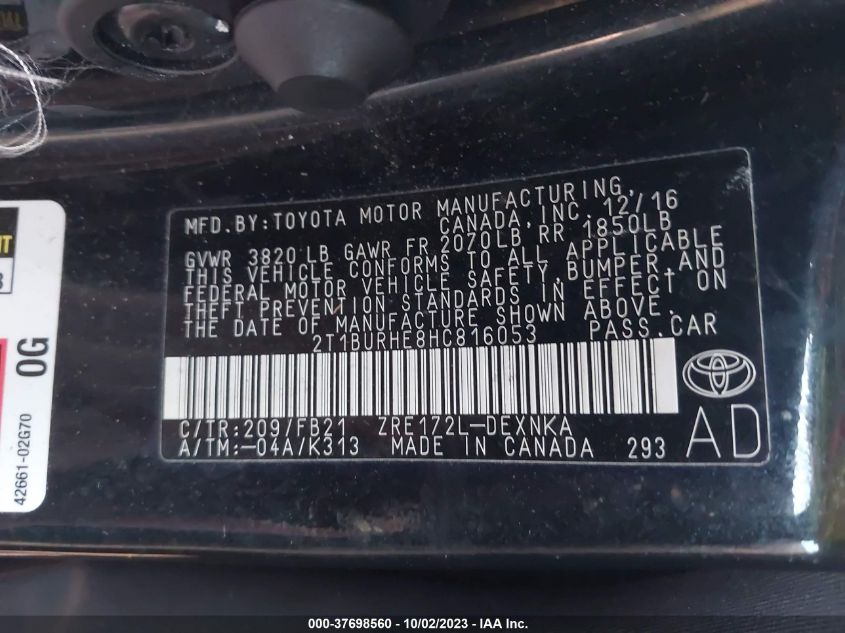 MFD.BY:TOYOTA MOTOR MANUFACTURING,
CANADA, INC. 12/16
GVWR 3820 LB GAWR FR 2070LB RR 1850LB
THIS VEHICLE CONFORMS TO ALL APPLICABLE
FEDERAL MOTOR VEHICLE SAFETY, BUMPER, AND
THEFT PREVENTION STANDARDS IN EFFECT ON
THE DATE OF MANUFACTURE SHOWN ABOVE.
2T1BURHE8HC816053 PASS.CAR
C/TR:209/FB21 ZRE172L-DEXNKA
A/TM:-04A/K313 MADE IN CANADA 293
AD
0G
42661-02G70
000-37698560 - 10/02/2023 - IAA Inc.